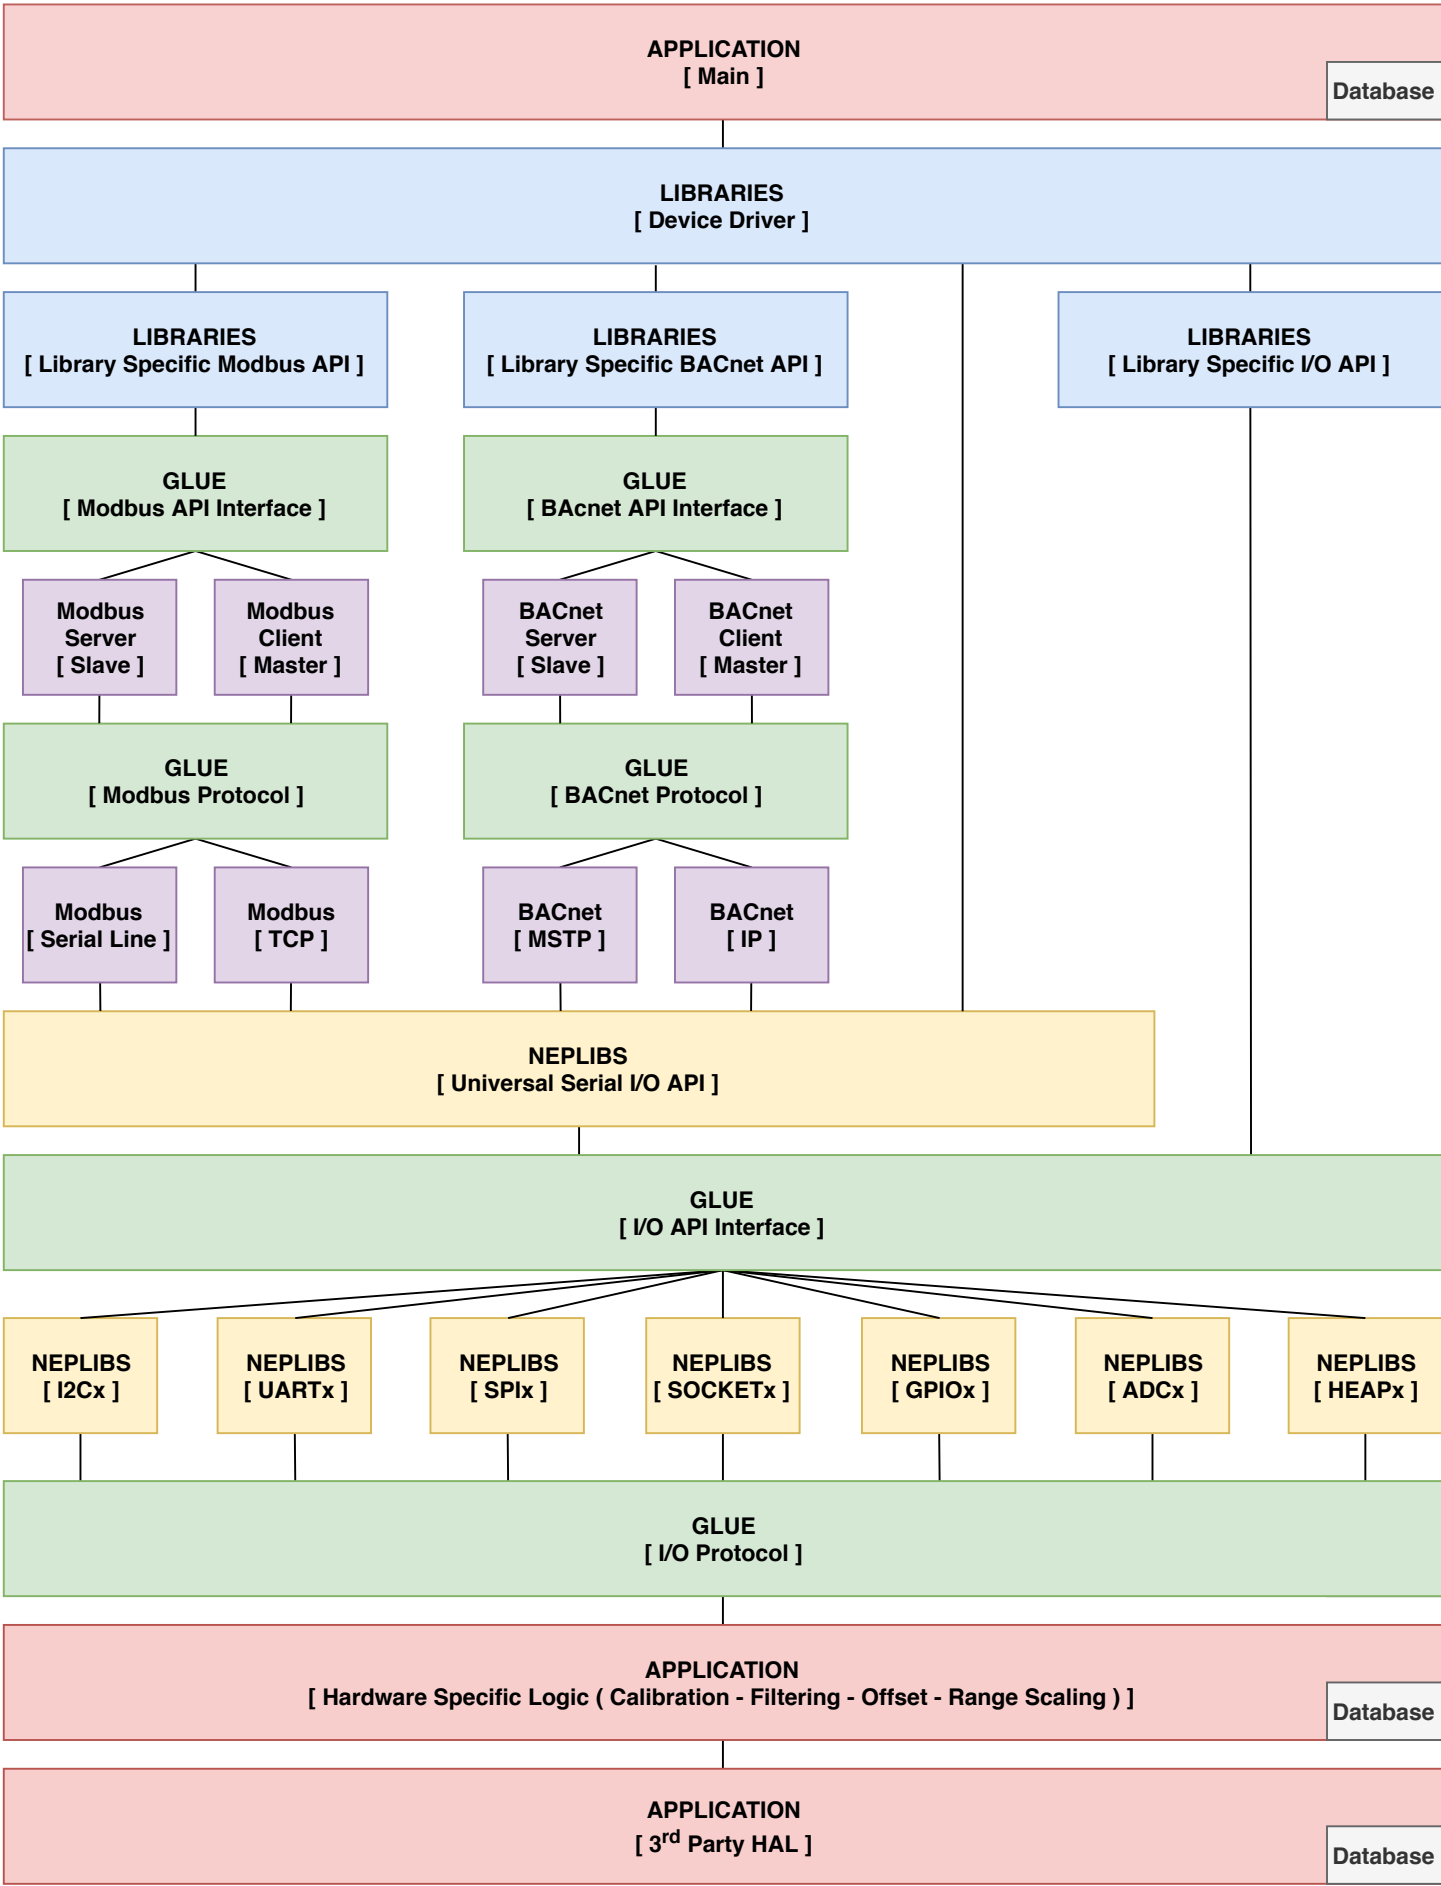 APPLICATION
[ Main ]
Database
LIBRARIES
[ Device Driver ]
LIBRARIES
[ Library Specific Modbus API ]
LIBRARIES
[ Library Specific BACnet API ]
LIBRARIES
[ Library Specific I/O API ]
GLUE
[ Modbus API Interface ]
GLUE
[ BAcnet API Interface ]
Modbus
Server
[ Slave ]
Modbus
Client
[ Master ]
BACnet
Server
[ Slave ]
BACnet
Client
[ Master ]
GLUE
[ Modbus Protocol ]
GLUE
[ BACnet Protocol ]
Modbus
[ Serial Line ]
Modbus
[ TCP ]
BACnet
[ MSTP ]
BACnet
[ IP ]
NEPLIBS
[ Universal Serial I/O API ]
GLUE
[ I/O API Interface ]
NEPLIBS
[ I2Cx ]
NEPLIBS
[ UARTx ]
NEPLIBS
[ SPIx ]
NEPLIBS
[ SOCKETx ]
NEPLIBS
[ GPIOx ]
NEPLIBS
[ ADCx ]
NEPLIBS
[ HEAPx ]
GLUE
[ I/O Protocol ]
APPLICATION
[ Hardware Specific Logic ( Calibration - Filtering - Offset - Range Scaling ) ]
Database
APPLICATION
[ 3rd Party HAL ]
Database